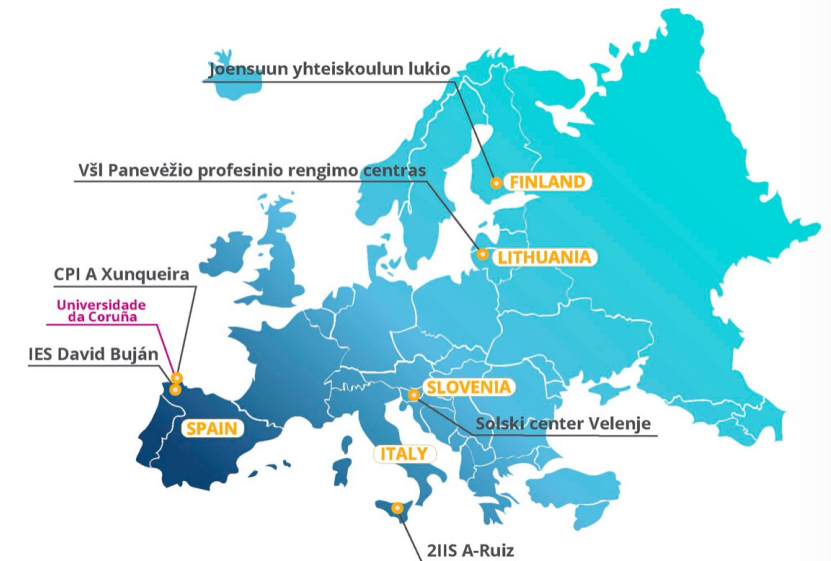 Joensuun yhteiskoulun lukio
VšĮ Panevėžio profesinio rengimo centras
FINLAND
LITHUANIA
CPI A Xunqueira
Universidade
da Coruña
IES David Buján
SPAIN
SLOVENIA
Solski center Velenje
ITALY
2IIS A-Ruiz